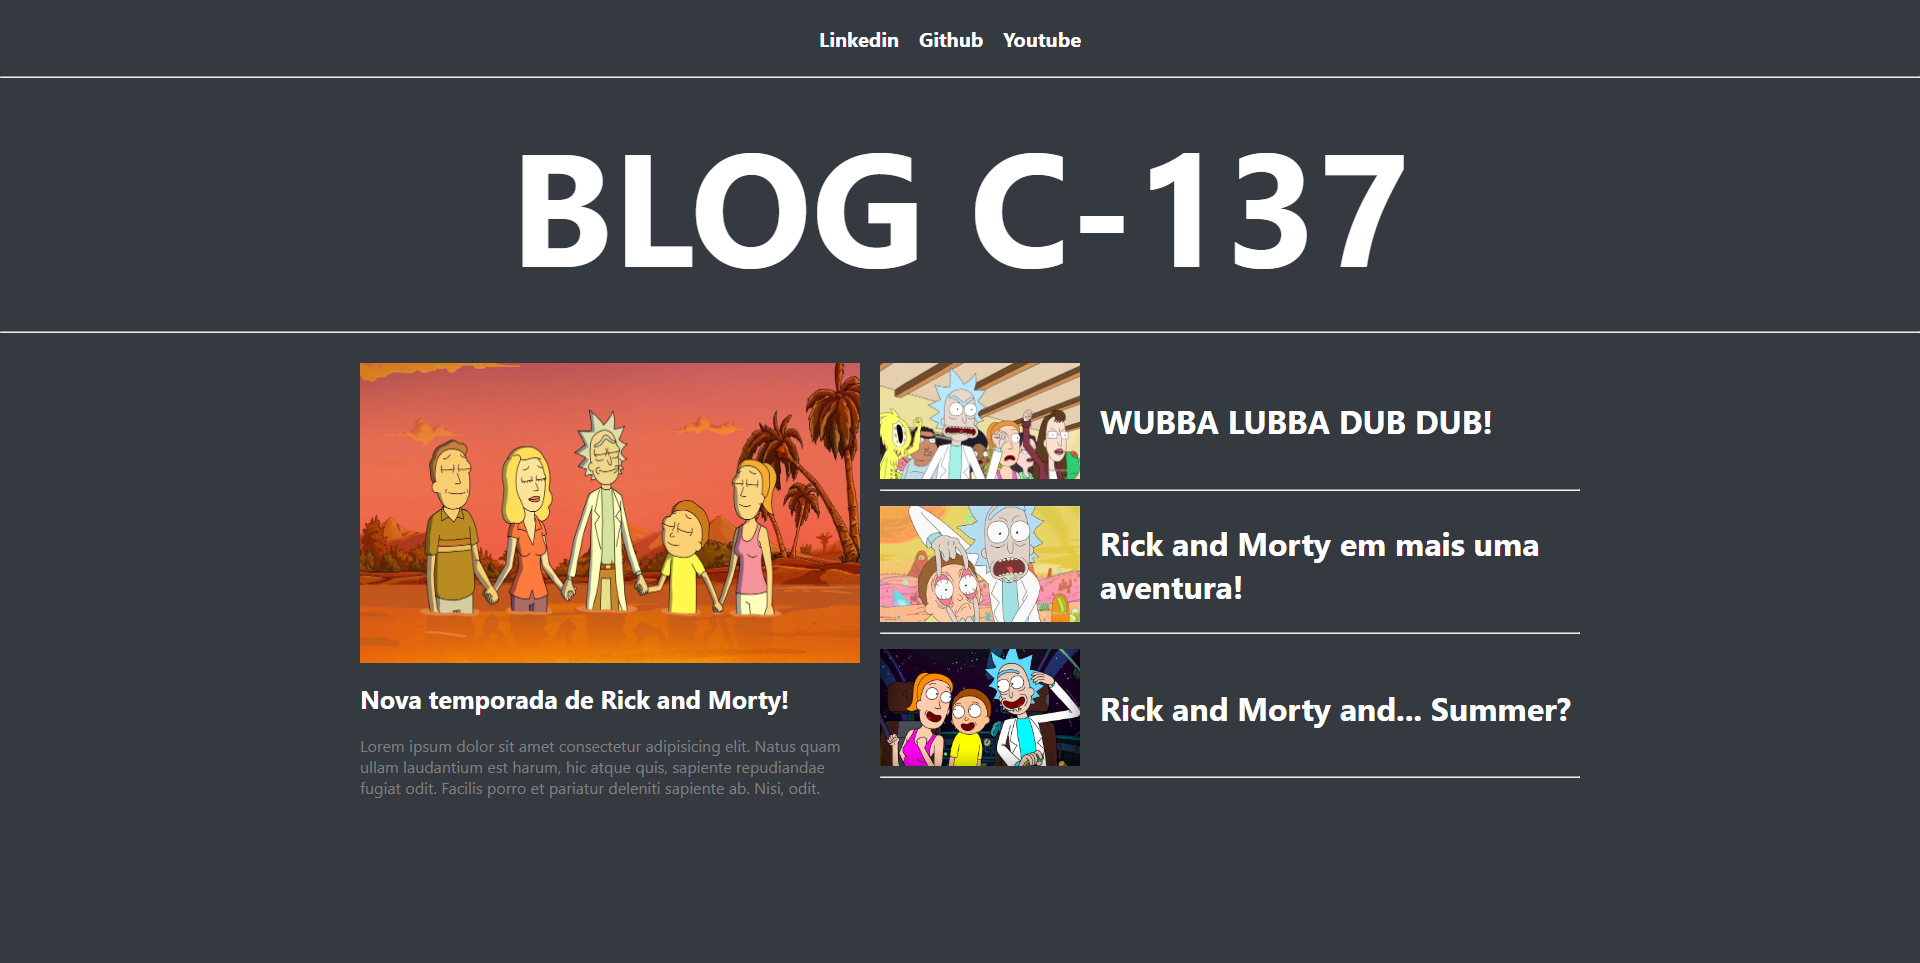 Linkedin Github Youtube
BLOG C-137
Nova temporada de Rick and Morty!
Lorem ipsum dolor sit amet consectetur adipisicing elit. Natus quam
ullam laudantium est harum, hic atque quis, sapiente repudiandae
fugiat odit. Facilis porro et pariatur deleniti sapiente ab. Nisi, odit.
WUBBA LUBBA DUB DUB!
Rick and Morty em mais uma
aventura!
Rick and Morty and... Summer?